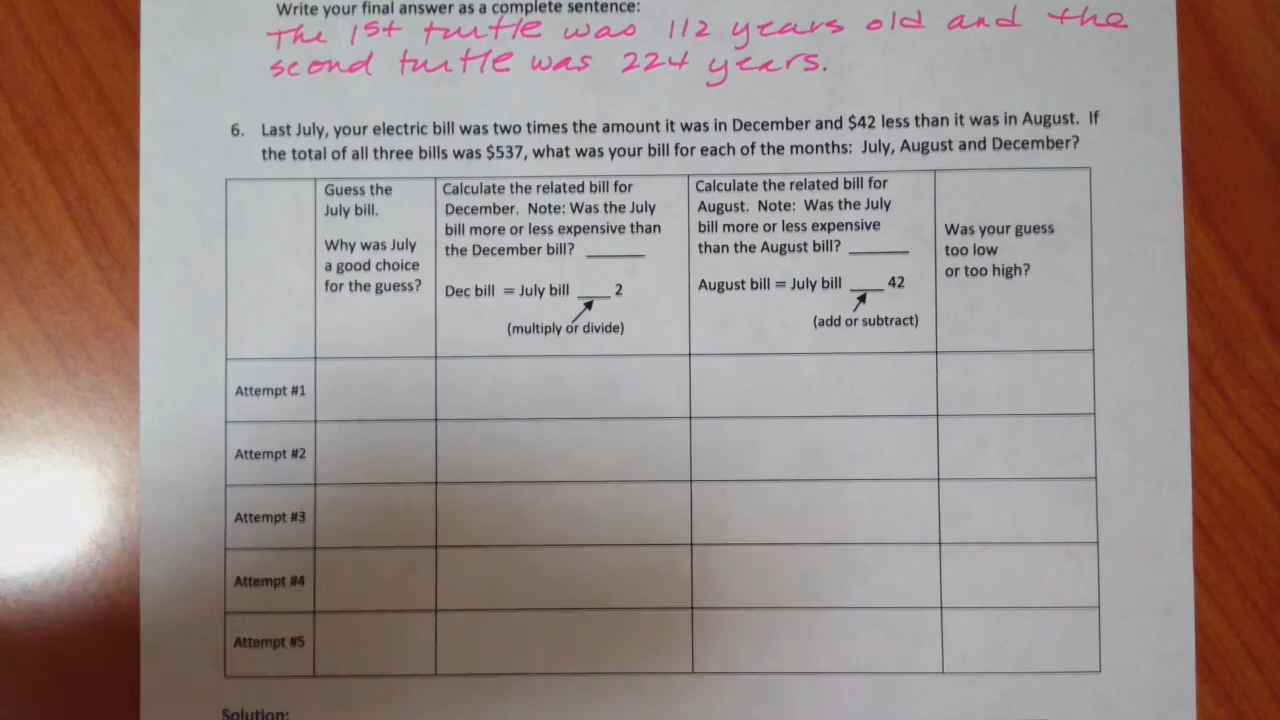 Write your final answer as a complete sentence:
The 1st turtle was 112 years old and the
scond turtle was 224 years.
6. Last July, your electric bill was two times the amount it was in December and $42 less than it was in August. If
the total of all three bills was $537, what was your bill for each of the months: July, August and December?
Guess the
July bill.
Why was July
a good choice
for the guess?
Calculate the related bill for
December. Note: Was the July
bill more or less expensive than
the December bill? ______
Dec bill = July bill ____ 2
(multiply or divide)
Calculate the related bill for
August. Note: Was the July
bill more or less expensive
than the August bill? ______
August bill = July bill ____ 42
(add or subtract)
Was your guess
too low
or too high?
Attempt #1
Attempt #2
Attempt #3
Attempt #4
Attempt #5
Solution: